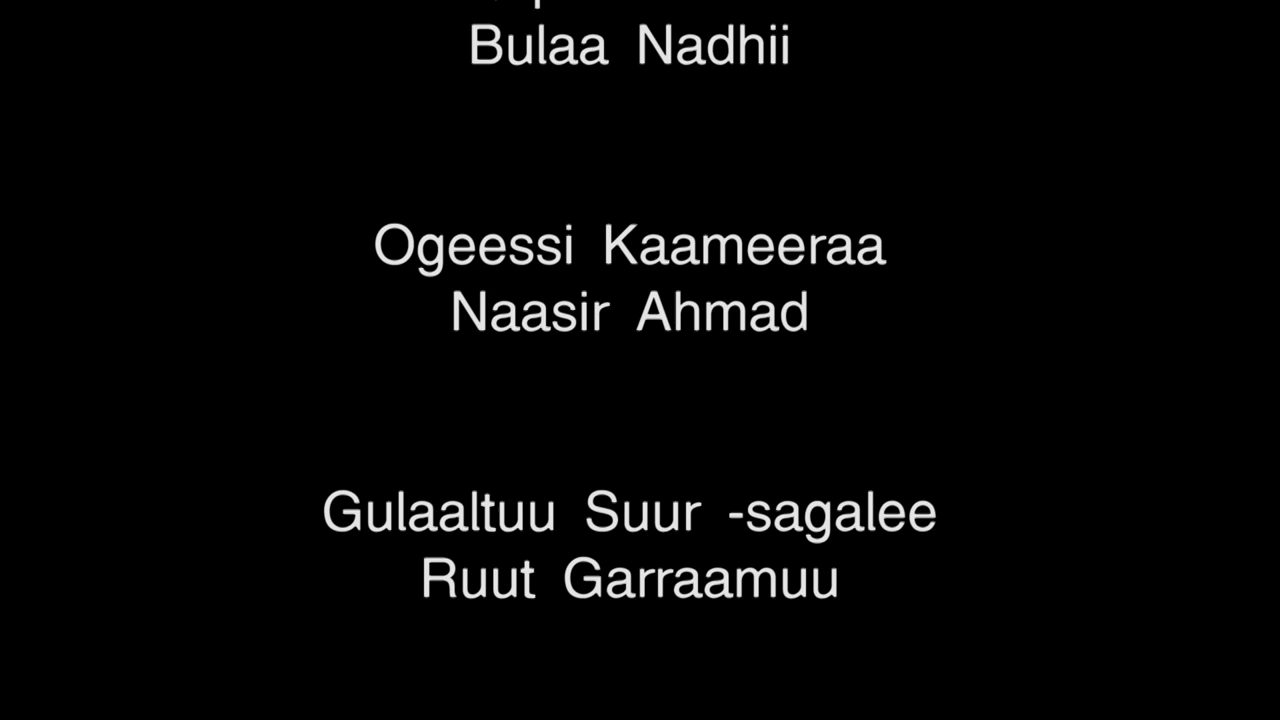 Bulaa Nadhii
Ogeessi Kaameeraa
Naasir Ahmad
Gulaaltuu Suur -sagalee
Ruut Garraamuu